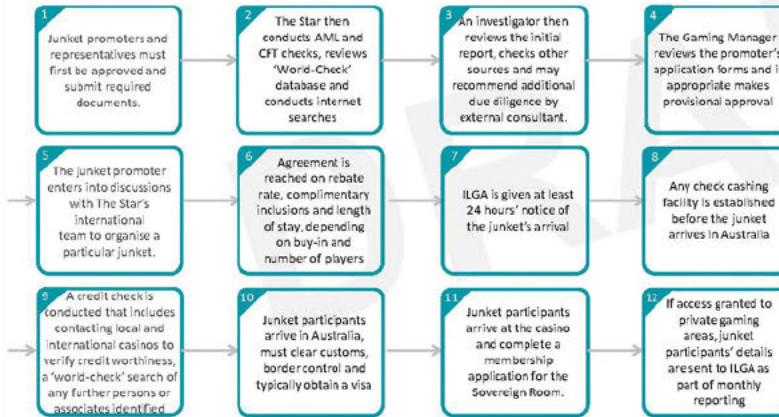 1
Junket promoters and
representatives must
first be approved and
submit required
documents.
2
The Star then
conducts AML and
CFT checks, reviews
‘World-Check’
database and
conducts internet
searches
3
An investigator then
reviews the initial
report, checks other
sources and may
recommend additional
due diligence by
external consultant.
4
The Gaming Manager
reviews the promoter’s
application forms and i
appropriate makes
provisional approval
5
The junket promoter
enters into discussions
with The Star’s
international
team to organise a
particular junket.
6
Agreement is
reached on rebate
rate, complimentary
inclusions and length
of stay, depending
on buy-in and
number of players
7
ILGA is given at least
24 hours’ notice of
the junket’s arrival
8
Any check cashing
facility is established
before the junket
arrives in Australia
9
A credit check is
conducted that includes
contacting local and
international casinos to
verify credit worthiness,
a ‘world-check’ search of
any further persons or
associates identified
10
Junket participants
arrive in Australia,
must clear customs,
border control and
typically obtain a visa
11
Junket participants
arrive at the casino and
complete a
membership
application for the
Sovereign Room.
12
If access granted to
private gaming
areas, junket
participants’ details
are sent to ILGA as
part of monthly
reporting